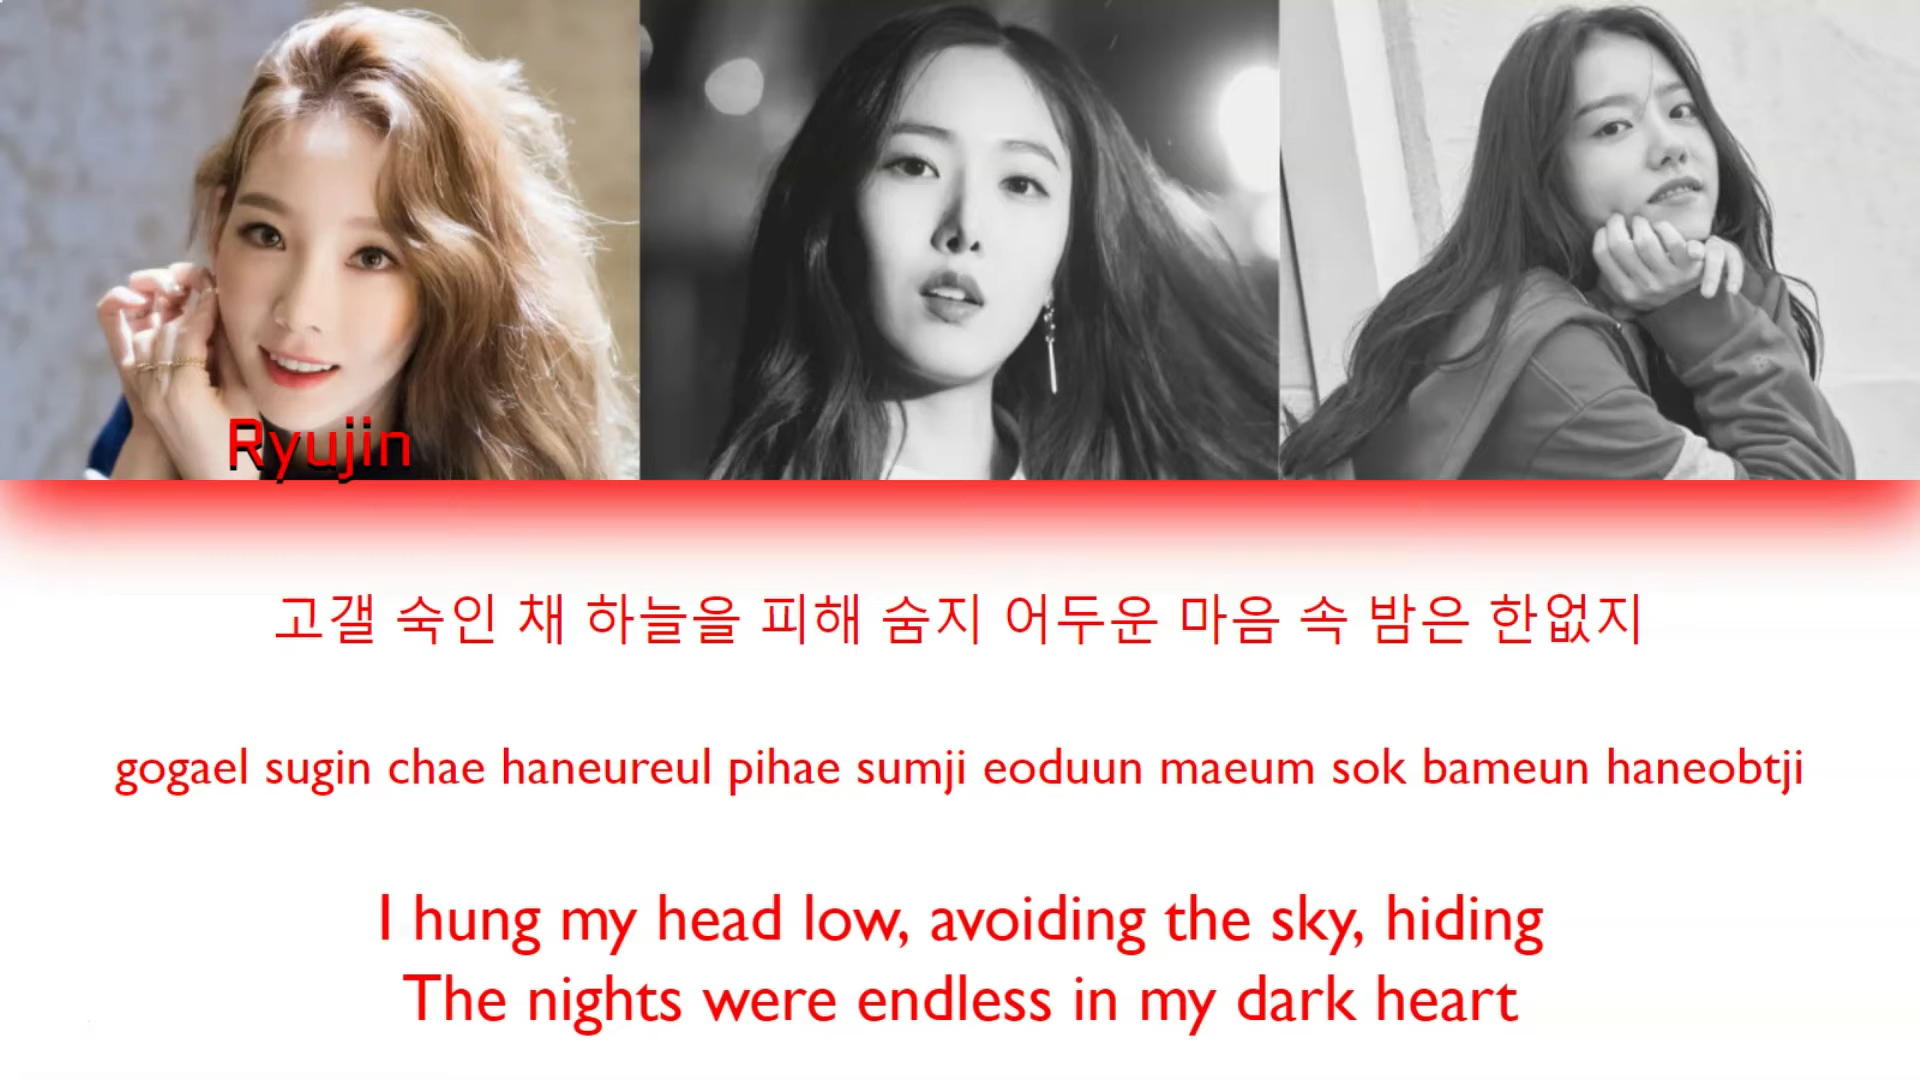 Ryujin
고갤 숙인 채 하늘을 피해 숨지 어두운 마음 속 밤은 한없지
gogael sugin chae haneureul pihae sumji eoduun maeum sok bameun haneobtji
I hung my head low, avoiding the sky, hiding
The nights were endless in my dark heart